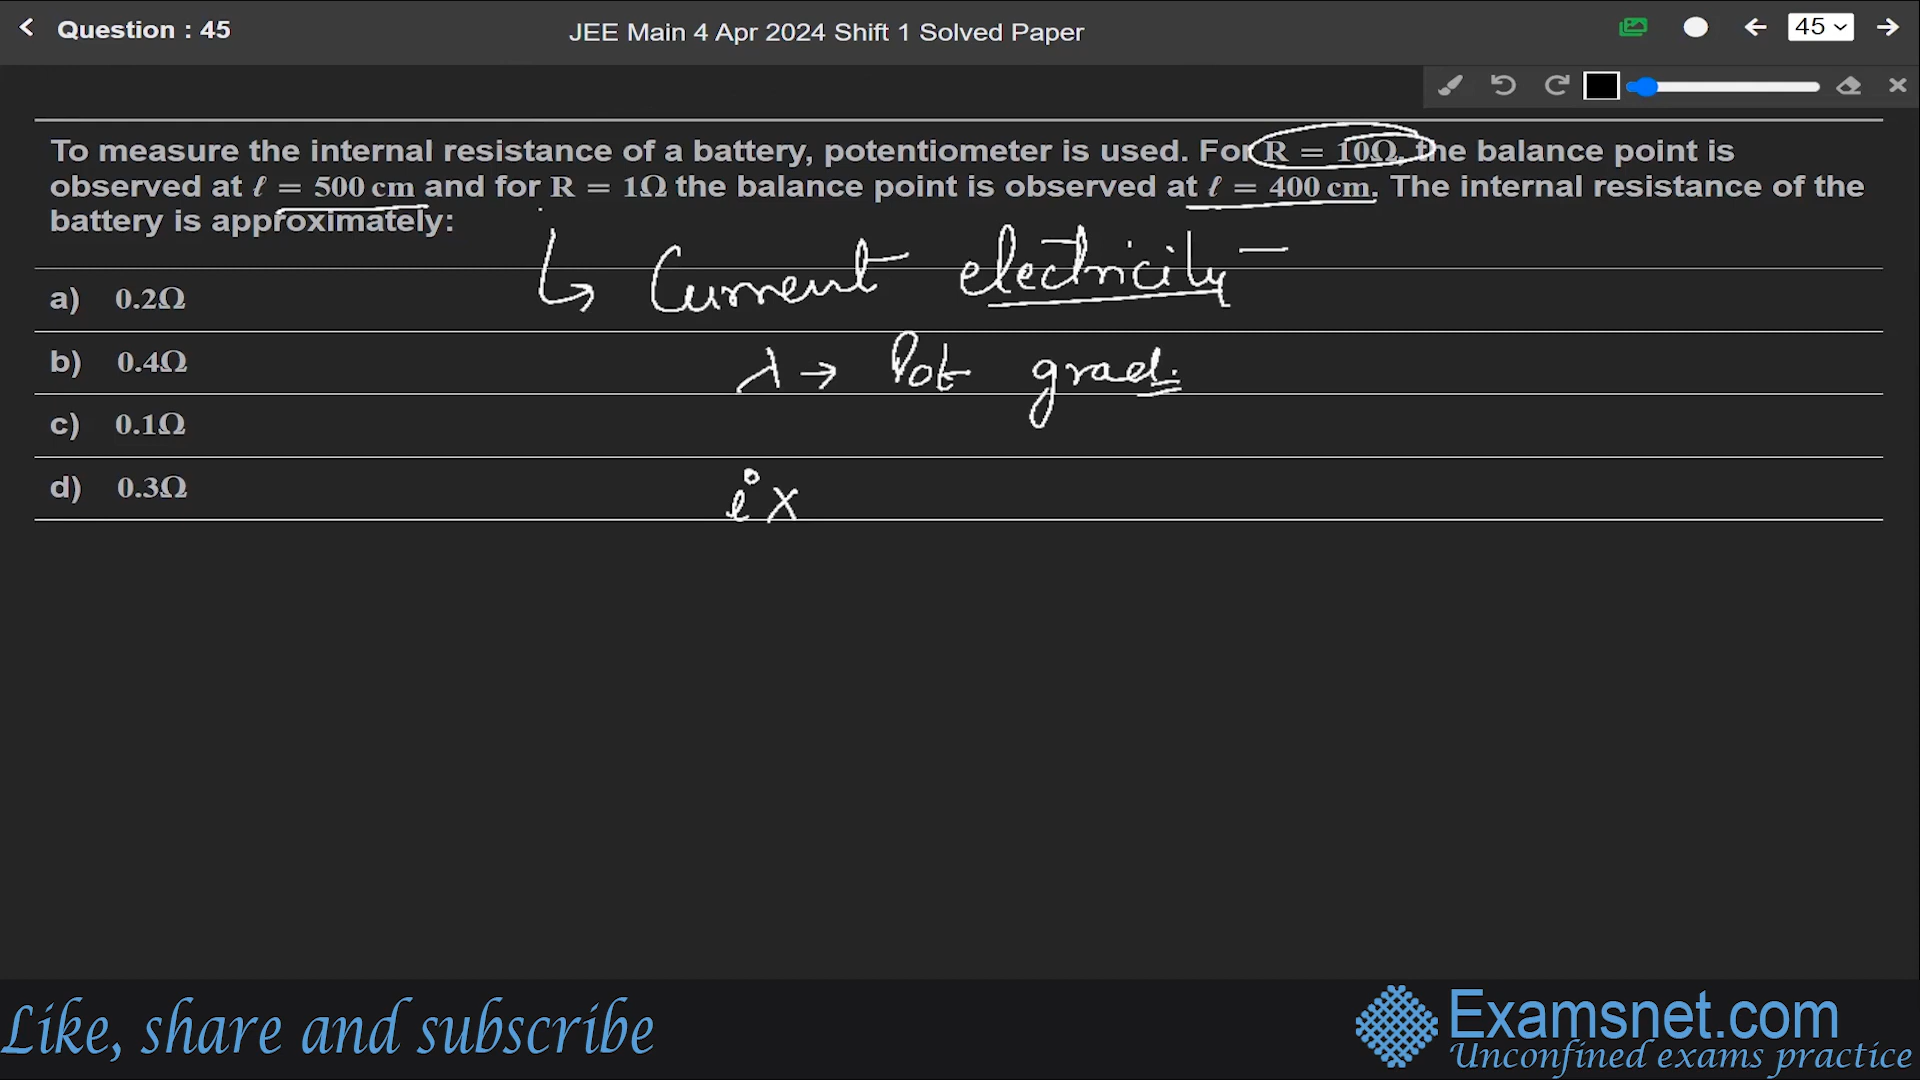 Question : 45
JEE Main 4 Apr 2024 Shift 1 Solved Paper
45
To measure the internal resistance of a battery, potentiometer is used. For R = 10Ω, the balance point is
observed at ℓ = 500 cm and for R = 1Ω the balance point is observed at ℓ = 400 cm. The internal resistance of the
battery is approximately:
Current electricity
a) 0.2Ω
λ → Pot grad.
b) 0.4Ω
c) 0.1Ω
d) 0.3Ω
i x
Like, share and subscribe
Examsnet.com
Unconfined exams practice